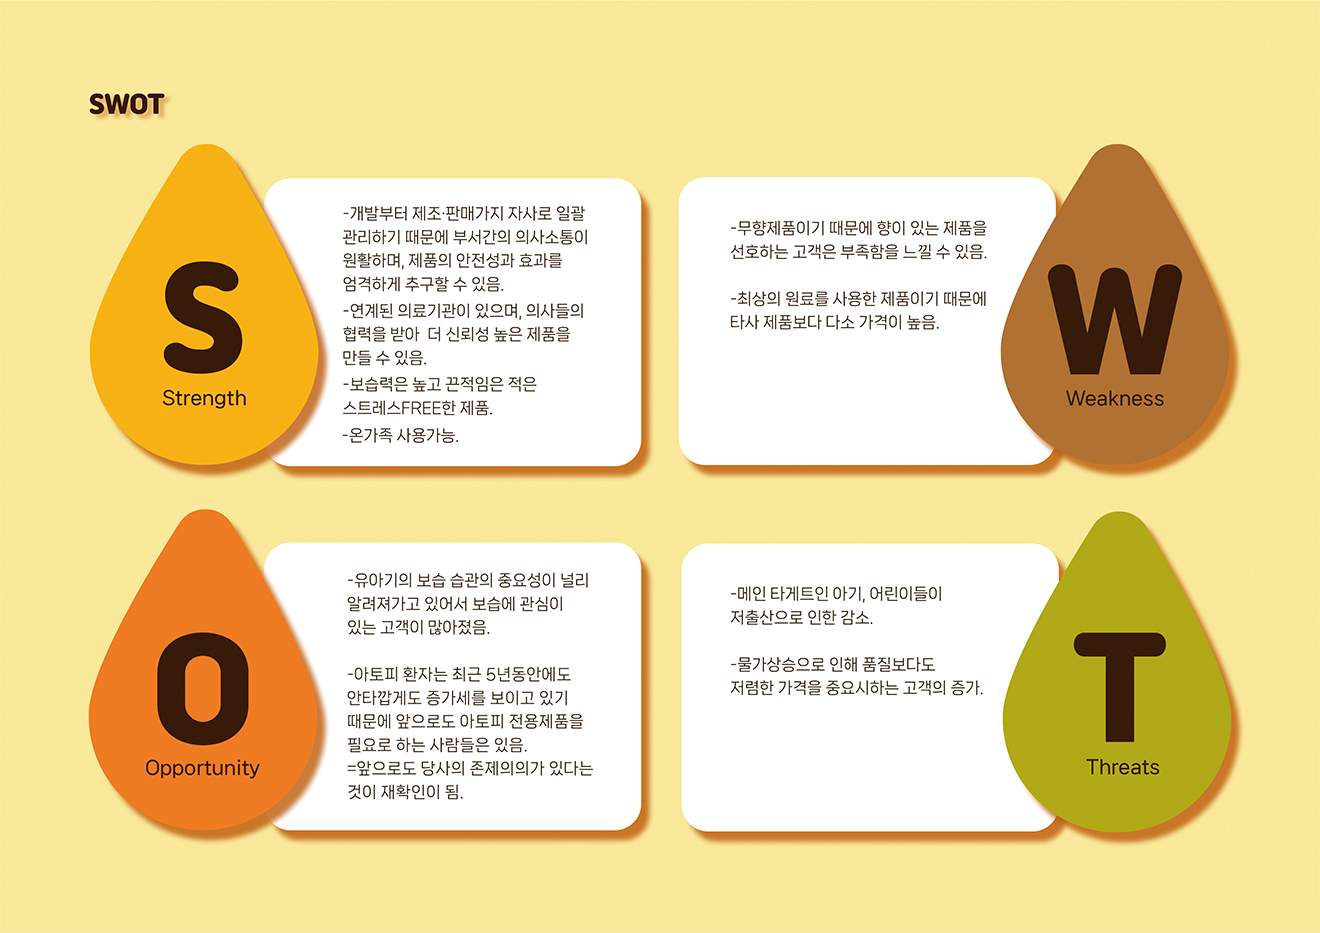 SWOT
S
Strength
-개발부터 제조·판매가지 자사로 일괄
관리하기 때문에 부서간의 의사소통이
원활하며, 제품의 안전성과 효과를
엄격하게 추구할 수 있음.
-연계된 의료기관이 있으며, 의사들의
협력을 받아 더 신뢰성 높은 제품을
만들 수 있음.
-보습력은 높고 끈적임은 적은
스트레스FREE한 제품.
-온가족 사용가능.
-무향제품이기 때문에 향이 있는 제품을
선호하는 고객은 부족함을 느낄 수 있음.
-최상의 원료를 사용한 제품이기 때문에
타사 제품보다 다소 가격이 높음.
W
Weakness
O
Opportunity
-유아기의 보습 습관의 중요성이 널리
알려져가고 있어서 보습에 관심이
있는 고객이 많아졌음.
-아토피 환자는 최근 5년동안에도
안타깝게도 증가세를 보이고 있기
때문에 앞으로도 아토피 전용제품을
필요로 하는 사람들은 있음.
=앞으로도 당사의 존제의의가 있다는
것이 재확인이 됨.
-메인 타게트인 아기, 어린이들이
저출산으로 인한 감소.
-물가상승으로 인해 품질보다도
저렴한 가격을 중요시하는 고객의 증가.
T
Threats